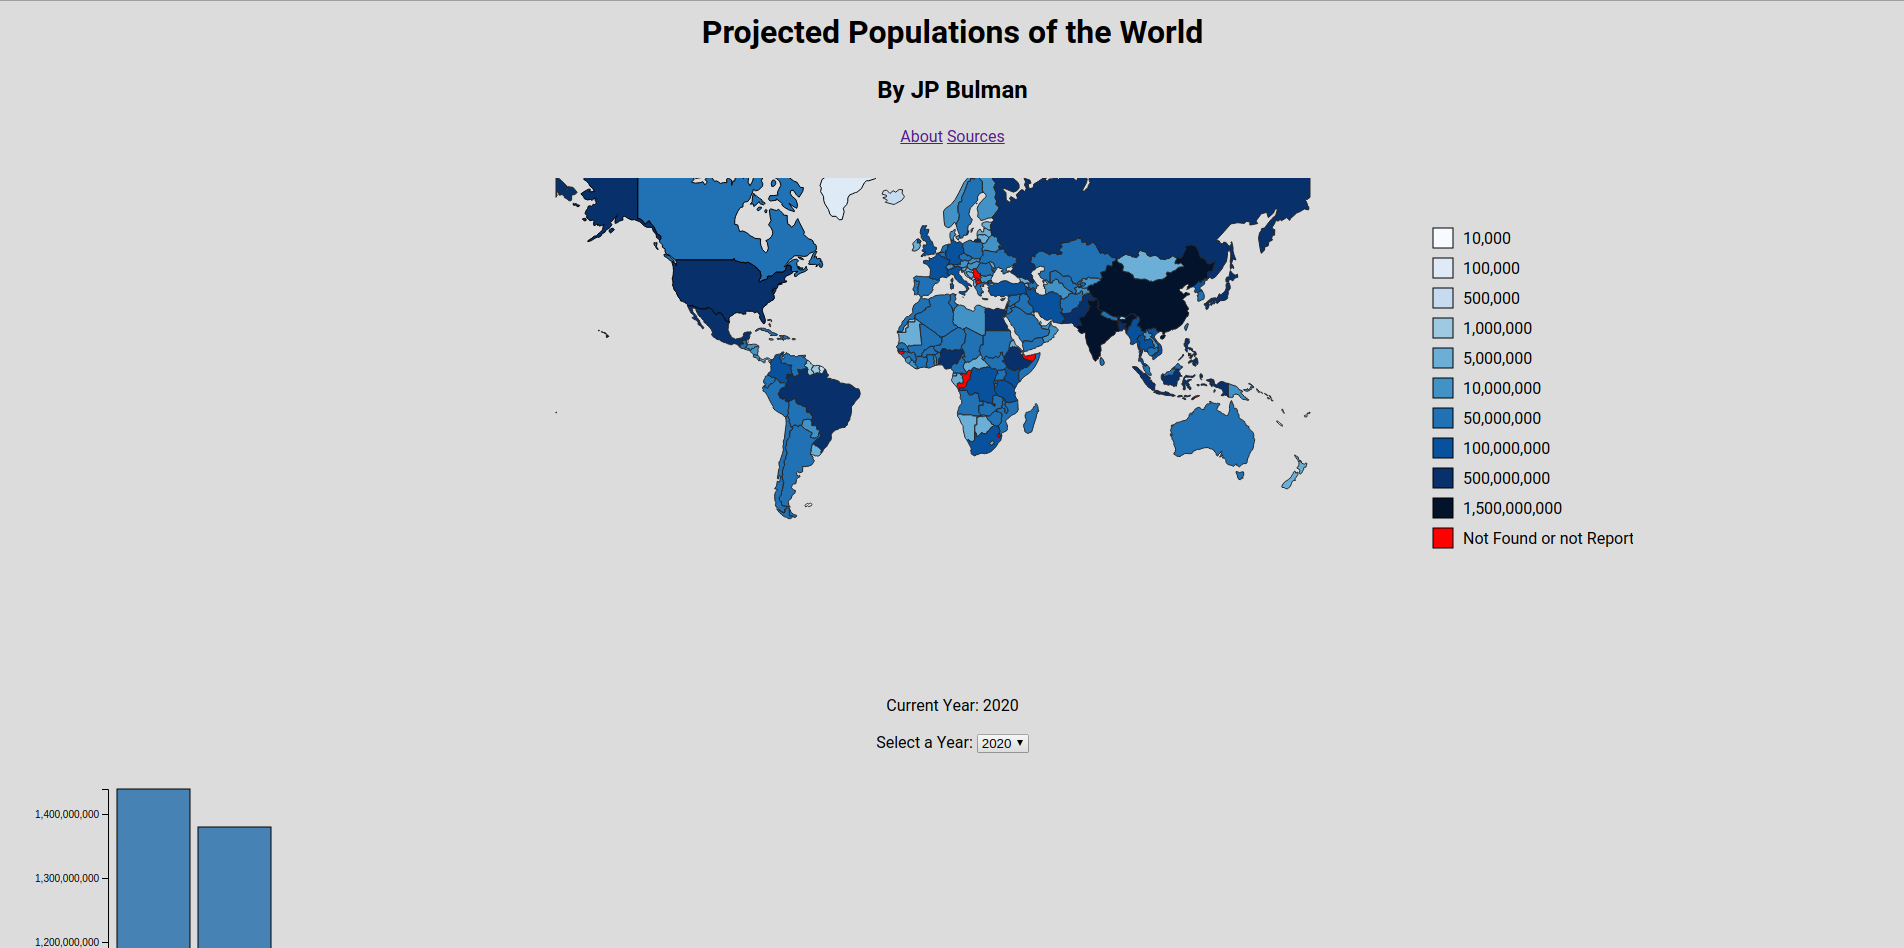 Projected Populations of the World
By JP Bulman
About Sources
10,000
100,000
500,000
1,000,000
5,000,000
10,000,000
50,000,000
100,000,000
500,000,000
1,500,000,000
Not Found or not Report
Current Year: 2020
Select a Year: 2020
1,400,000,000
1,300,000,000
1,200,000,000